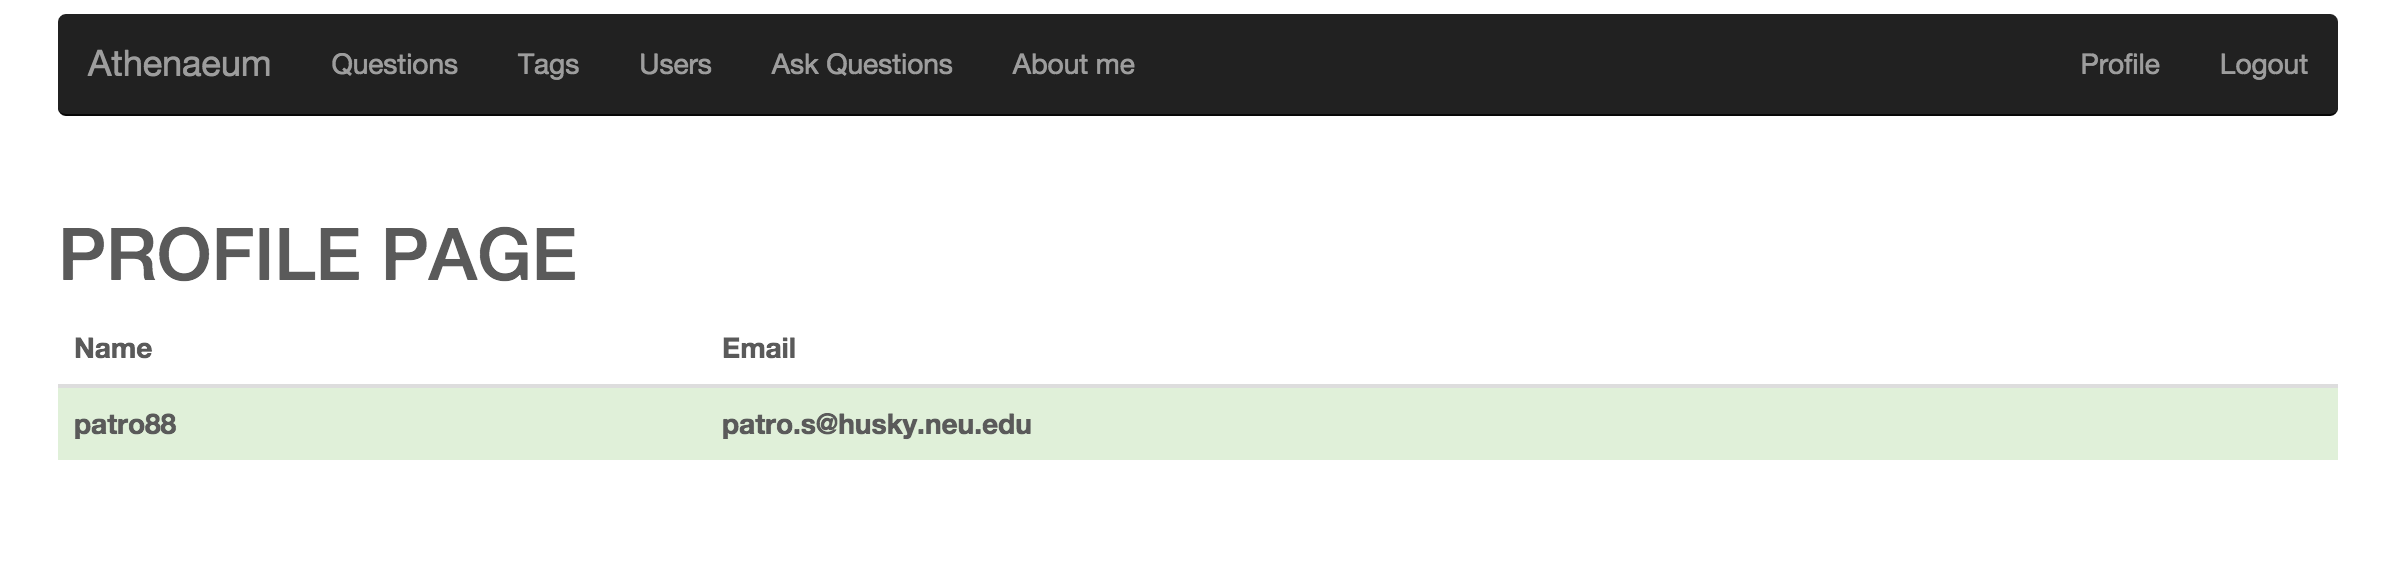 Athenaeum Questions Tags Users Ask Questions About me Profile Logout
PROFILE PAGE
Name Email
patro88 patro.s@husky.neu.edu